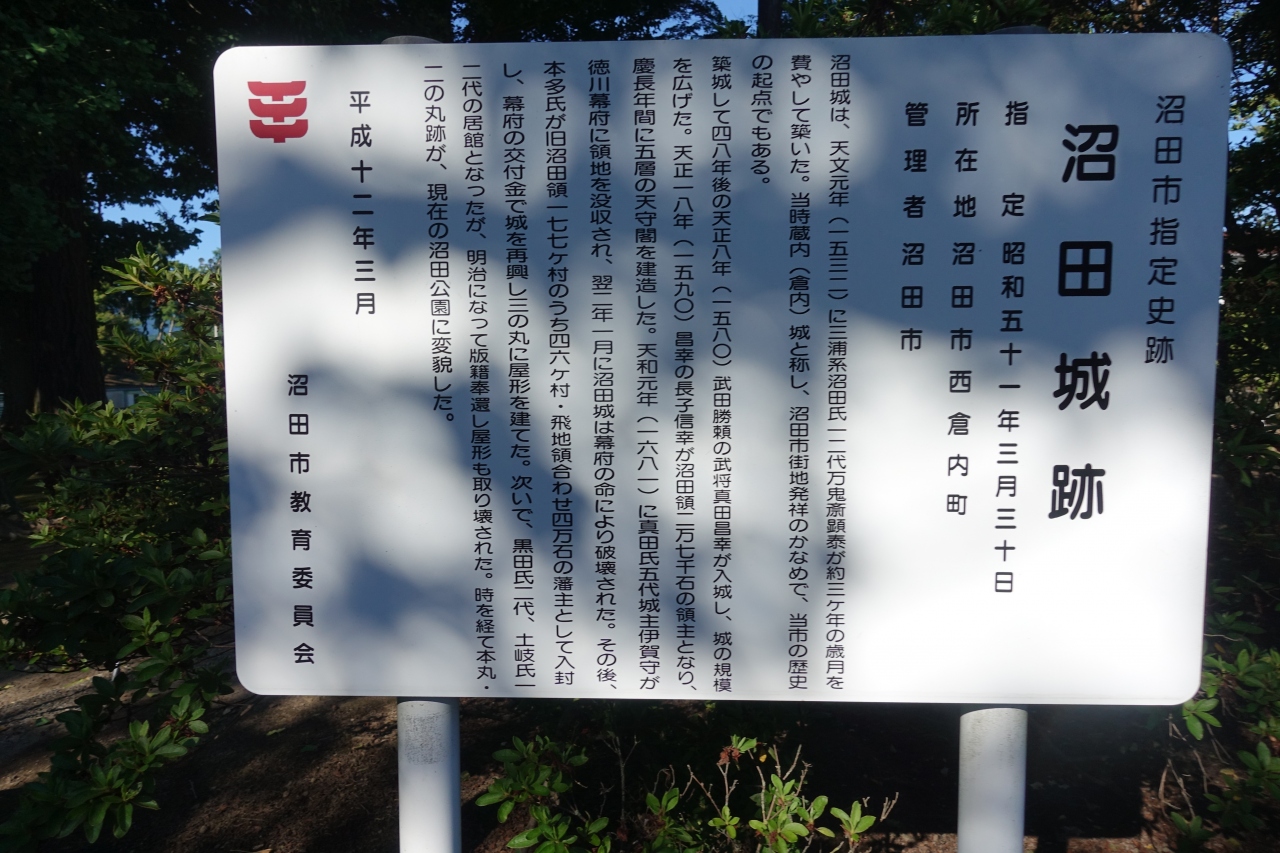 沼田市指定史跡
沼田城跡
指定 昭和五十一年三月三十日
所在地 沼田市西倉内町
管理者 沼田市
沼田城は、天文元年（一五三二）に三浦系沼田氏一二代万鬼斎顕泰が約三ケ年の歳月を
費やして築いた。当時蔵内（倉内）城と称し、沼田市街地発祥のかなめで、当市の歴史
の起点でもある。
築城して四八年後の天正八年（一五八〇）武田勝頼の武将真田昌幸が入城し、城の規模
を広げた。天正一八年（一五九〇）昌幸の長子信幸が沼田領二万七千石の領主となり、
慶長年間に五層の天守閣を建造した。天和元年（一六八一）に真田氏五代城主伊賀守が
徳川幕府に領地を没収され、翌二年一月に沼田城は幕府の命により破壊された。その後、
本多氏が旧沼田領一七七ケ村のうち四六ケ村・飛地領合わせ四万石の藩主として入封
し、幕府の交付金で城を再興し三の丸に屋形を建てた。次いで、黒田氏二代、土岐氏一
二代の居館となったが、明治になって版籍奉還し屋形も取り壊された。時を経て本丸・
二の丸跡が、現在の沼田公園に変貌した。
平成十二年三月
沼田市教育委員会